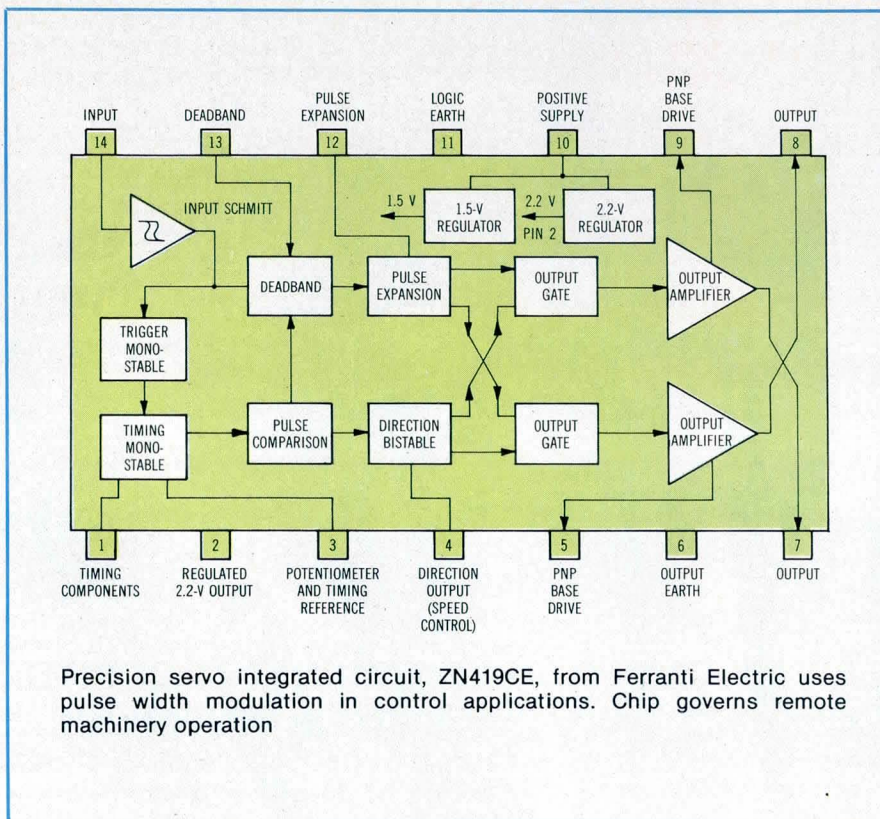 INPUT
DEADBAND
PULSE
EXPANSION
LOGIC
EARTH
POSITIVE
SUPPLY
PNP
BASE
DRIVE
OUTPUT
14
13
12
11
10
9
8
INPUT SCHMITT
1.5 V
1.5-V
REGULATOR
2.2 V
PIN 2
2.2-V
REGULATOR
DEADBAND
PULSE
EXPANSION
OUTPUT
GATE
OUTPUT
AMPLIFIER
TRIGGER
MONO-
STABLE
TIMING
MONO-
STABLE
PULSE
COMPARISON
DIRECTION
BISTABLE
OUTPUT
GATE
OUTPUT
AMPLIFIER
1
2
3
4
5
6
7
TIMING
COMPONENTS
REGULATED
2.2-V OUTPUT
POTENTIOMETER
AND TIMING
REFERENCE
DIRECTION
OUTPUT
(SPEED
CONTROL)
PNP
BASE
DRIVE
OUTPUT
EARTH
OUTPUT
Precision servo integrated circuit, ZN419CE, from Ferranti Electric uses
pulse width modulation in control applications. Chip governs remote
machinery operation